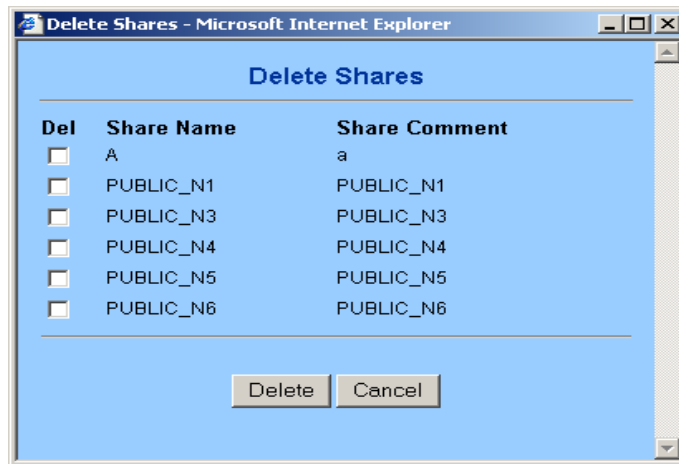 Delete Shares - Microsoft Internet Explorer
Delete Shares
Del Share Name Share Comment
A a
PUBLIC_N1 PUBLIC_N1
PUBLIC_N3 PUBLIC_N3
PUBLIC_N4 PUBLIC_N4
PUBLIC_N5 PUBLIC_N5
PUBLIC_N6 PUBLIC_N6
Delete Cancel